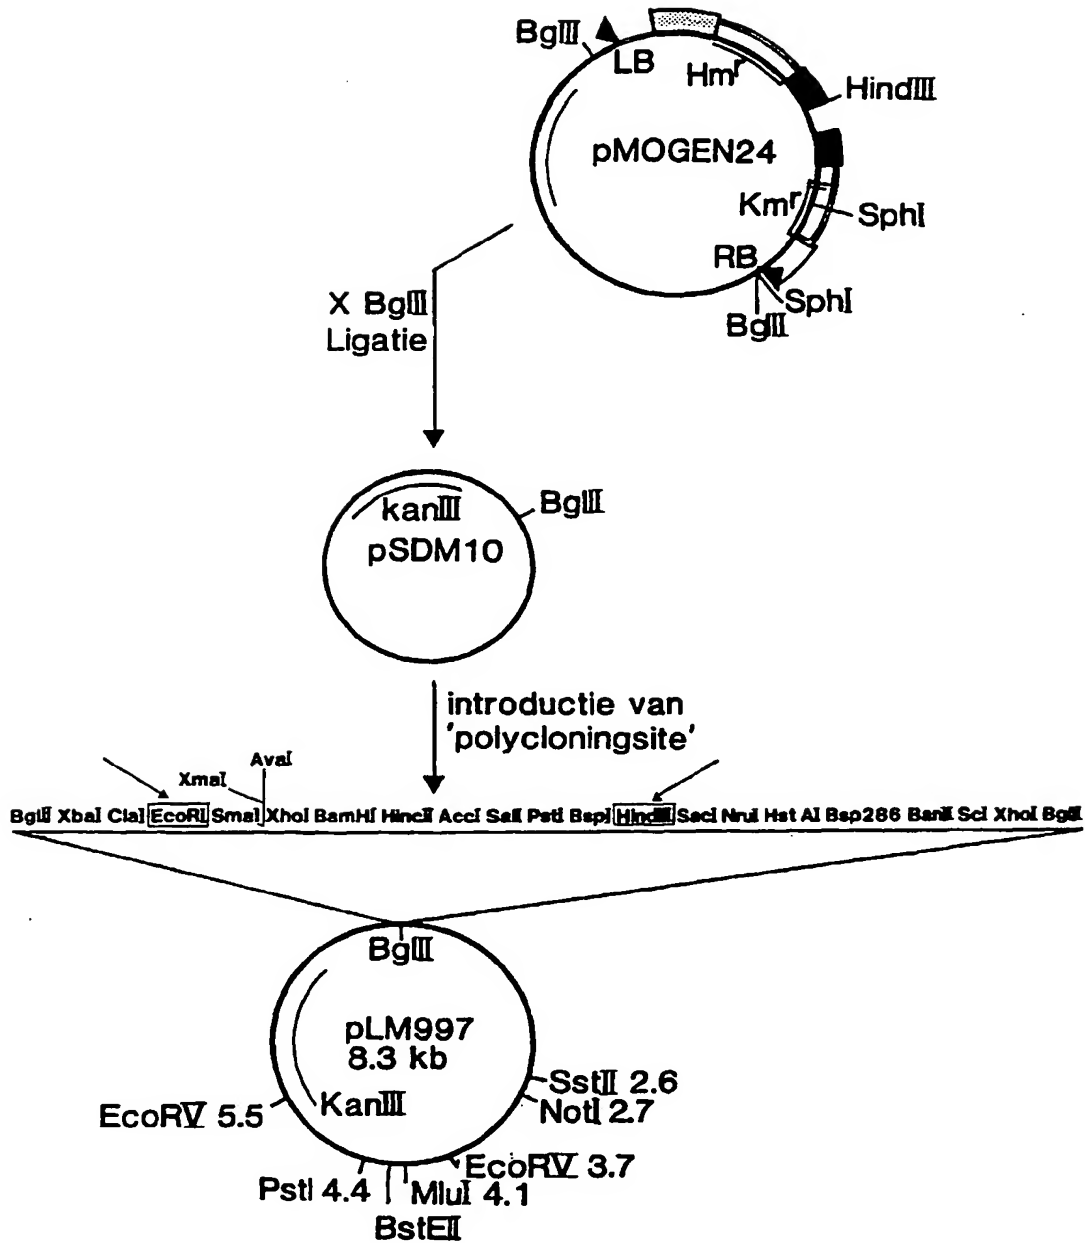 BglII
LB
Hmr
HindIII
pMOGEN24
Kmr
SphI
RB
SphI
BglII
X BglII
Ligatie
kanIII
BglII
pSDM10
introductie van
'polycloningsite'
AvaI
XmaI
BglII XbaI ClaI EcoRI SmaI XhoI BamHI HincII AccI SalI PstI BspI HindIII SacI NruI Hst AI Bsp286 BanII ScI XhoI BglII
BglII
pLM997
8.3 kb
KanIII
SstII 2.6
NotI 2.7
EcoRV 5.5
EcoRV 3.7
PstI 4.4
MluI 4.1
BstEII